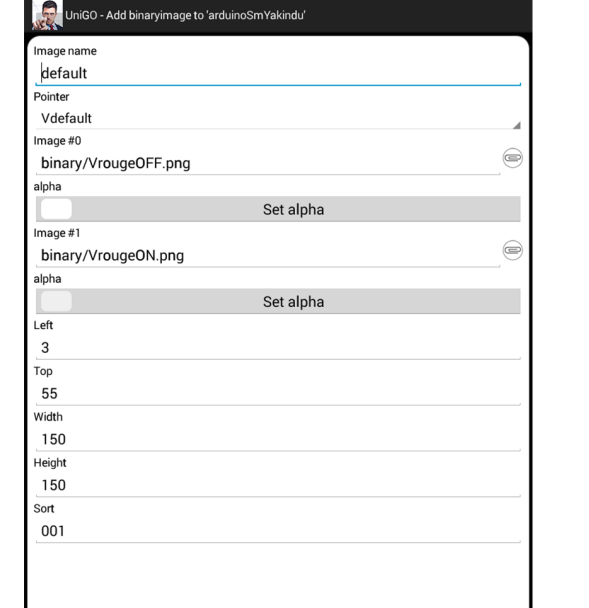 UniGO - Add binaryimage to 'arduinoSmYakindu'
Image name
default
Pointer
Vdefault
Image #0
binary/VrougeOFF.png
alpha
Set alpha
Image #1
binary/VrougeON.png
alpha
Set alpha
Left
3
Top
55
Width
150
Height
150
Sort
001